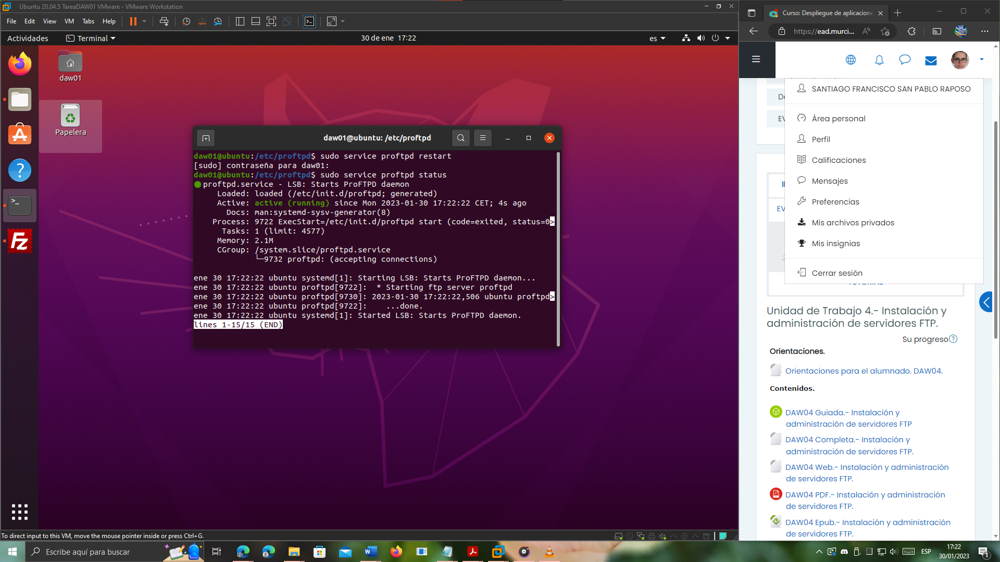 Ubuntu 20.04.5 TareaDAW01 VMware - VMware Workstation
File Edit View VM Tabs Help
Actividades Terminal 30 de ene 17:22 es
daw01
Papelera
daw01@ubuntu: /etc/proftpd
daw01@ubuntu:/etc/proftpd$ sudo service proftpd restart
[sudo] contraseña para daw01:
daw01@ubuntu:/etc/proftpd$ sudo service proftpd status
proftpd.service - LSB: Starts ProFTPD daemon
Loaded: loaded (/etc/init.d/proftpd; generated)
Active: active (running) since Mon 2023-01-30 17:22:22 CET; 4s ago
Docs: man:systemd-sysv-generator(8)
Process: 9722 ExecStart=/etc/init.d/proftpd start (code=exited, status=0>
Tasks: 1 (limit: 4577)
Memory: 2.1M
CGroup: /system.slice/proftpd.service
└─9732 proftpd: (accepting connections)
ene 30 17:22:22 ubuntu systemd[1]: Starting LSB: Starts ProFTPD daemon...
ene 30 17:22:22 ubuntu proftpd[9722]:  * Starting ftp server proftpd
ene 30 17:22:22 ubuntu proftpd[9730]: 2023-01-30 17:22:22,506 ubuntu proftpd>
ene 30 17:22:22 ubuntu proftpd[9722]:    ...done.
ene 30 17:22:22 ubuntu systemd[1]: Started LSB: Starts ProFTPD daemon.
lines 1-15/15 (END)
To direct input to this VM, move the mouse pointer inside or press Ctrl+G.
Curso: Despliegue de aplicacione
https://ead.murci...
SANTIAGO FRANCISCO SAN PABLO RAPOSO
Área personal
Perfil
Calificaciones
Mensajes
Preferencias
Mis archivos privados
Mis insignias
Cerrar sesión
TUTORÍAS
Unidad de Trabajo 4.- Instalación y
administración de servidores FTP.
Su progreso
Orientaciones.
Orientaciones para el alumnado. DAW04.
Contenidos.
DAW04 Guiada.- Instalación y
administración de servidores FTP
DAW04 Completa.- Instalación y
administración de servidores FTP.
DAW04 Web.- Instalación y administración
de servidores FTP.
DAW04 PDF.- Instalación y administración
de servidores FTP.
DAW04 Epub.- Instalación y administración
de servidores FTP.
Escribe aquí para buscar
ESP
17:22
30/01/2023
1